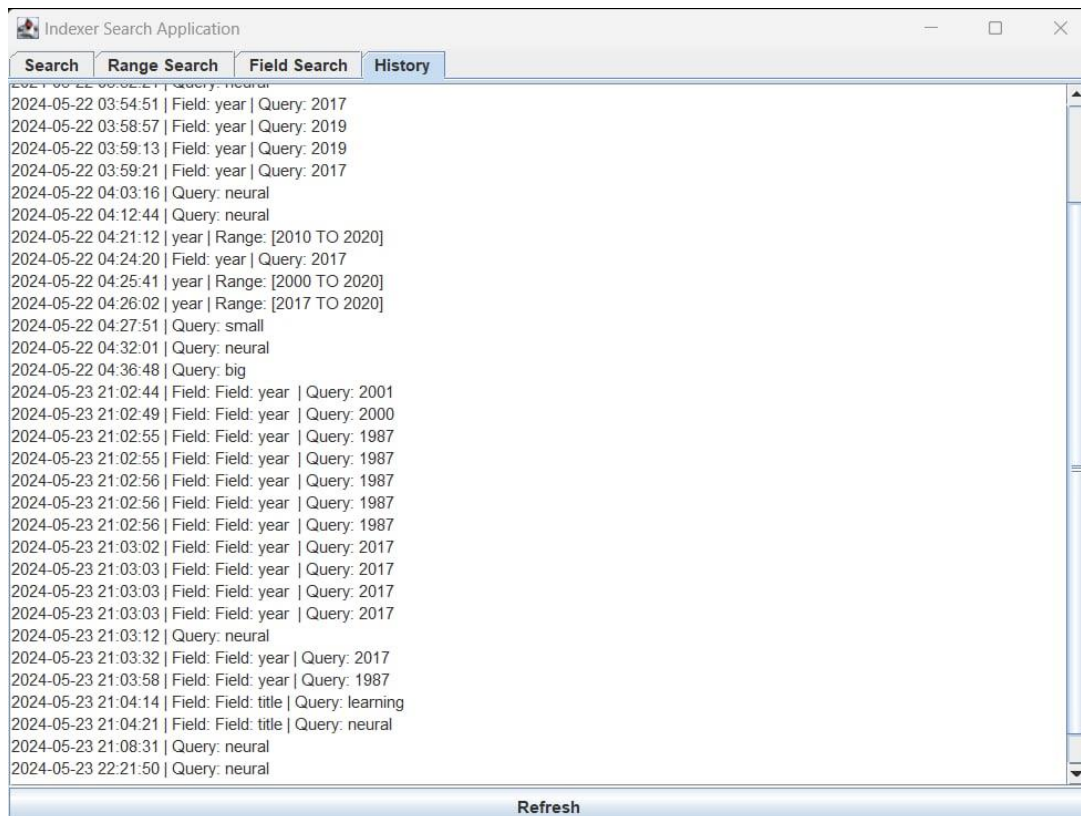 Indexer Search Application
Search Range Search Field Search History
2024-05-22 03:54:51 | Field: year | Query: 2017
2024-05-22 03:58:57 | Field: year | Query: 2019
2024-05-22 03:59:13 | Field: year | Query: 2019
2024-05-22 03:59:21 | Field: year | Query: 2017
2024-05-22 04:03:16 | Query: neural
2024-05-22 04:12:44 | Query: neural
2024-05-22 04:21:12 | year | Range: [2010 TO 2020]
2024-05-22 04:24:20 | Field: year | Query: 2017
2024-05-22 04:25:41 | year | Range: [2000 TO 2020]
2024-05-22 04:26:02 | year | Range: [2017 TO 2020]
2024-05-22 04:27:51 | Query: small
2024-05-22 04:32:01 | Query: neural
2024-05-22 04:36:48 | Query: big
2024-05-23 21:02:44 | Field: Field: year  | Query: 2001
2024-05-23 21:02:49 | Field: Field: year  | Query: 2000
2024-05-23 21:02:55 | Field: Field: year  | Query: 1987
2024-05-23 21:02:55 | Field: Field: year  | Query: 1987
2024-05-23 21:02:56 | Field: Field: year  | Query: 1987
2024-05-23 21:02:56 | Field: Field: year  | Query: 1987
2024-05-23 21:02:56 | Field: Field: year  | Query: 1987
2024-05-23 21:03:02 | Field: Field: year  | Query: 2017
2024-05-23 21:03:03 | Field: Field: year  | Query: 2017
2024-05-23 21:03:03 | Field: Field: year  | Query: 2017
2024-05-23 21:03:03 | Field: Field: year  | Query: 2017
2024-05-23 21:03:12 | Query: neural
2024-05-23 21:03:32 | Field: Field: year | Query: 2017
2024-05-23 21:03:58 | Field: Field: year | Query: 1987
2024-05-23 21:04:14 | Field: Field: title | Query: learning
2024-05-23 21:04:21 | Field: Field: title | Query: neural
2024-05-23 21:08:31 | Query: neural
2024-05-23 22:21:50 | Query: neural
Refresh